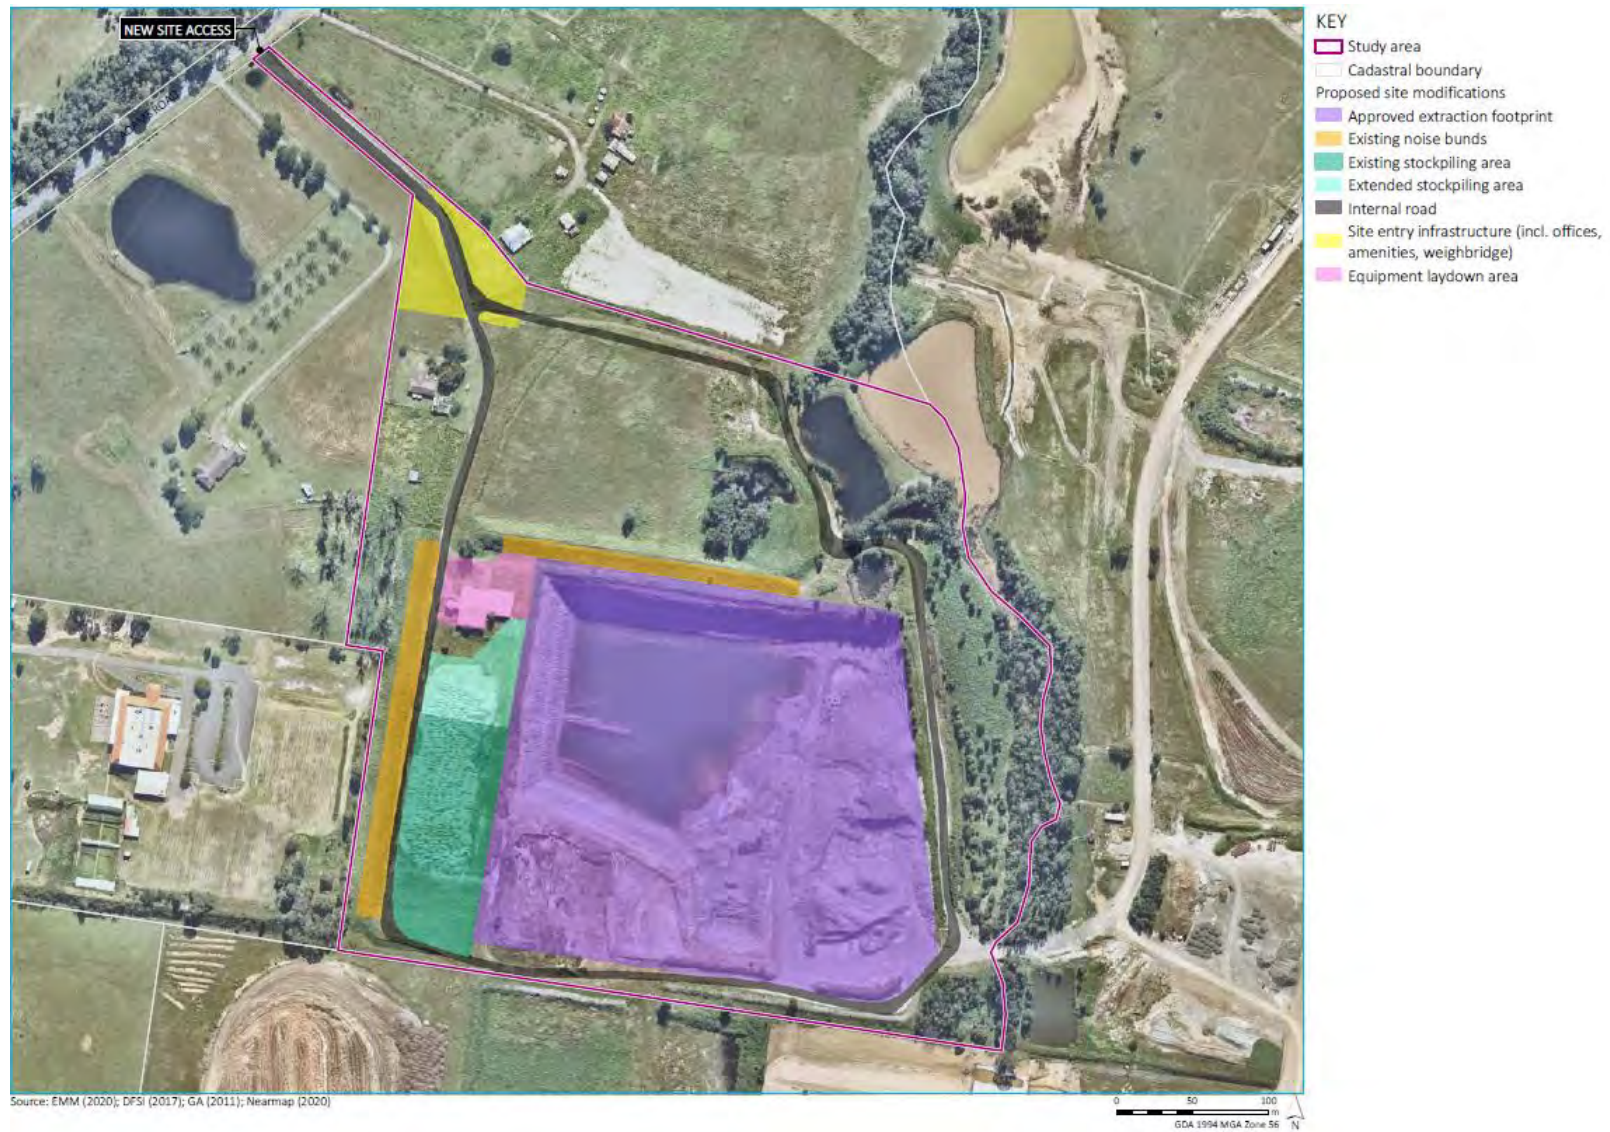 NEW SITE ACCESS
ROAD
KEY
Study area
Cadastral boundary
Proposed site modifications
Approved extraction footprint
Existing noise bunds
Existing stockpiling area
Extended stockpiling area
Internal road
Site entry infrastructure (incl. offices,
amenities, weighbridge)
Equipment laydown area
Source: EMM (2020); DFSI (2017); GA (2011); Nearmap (2020)
0 50 100
m
GDA 1994 MGA Zone 56
N